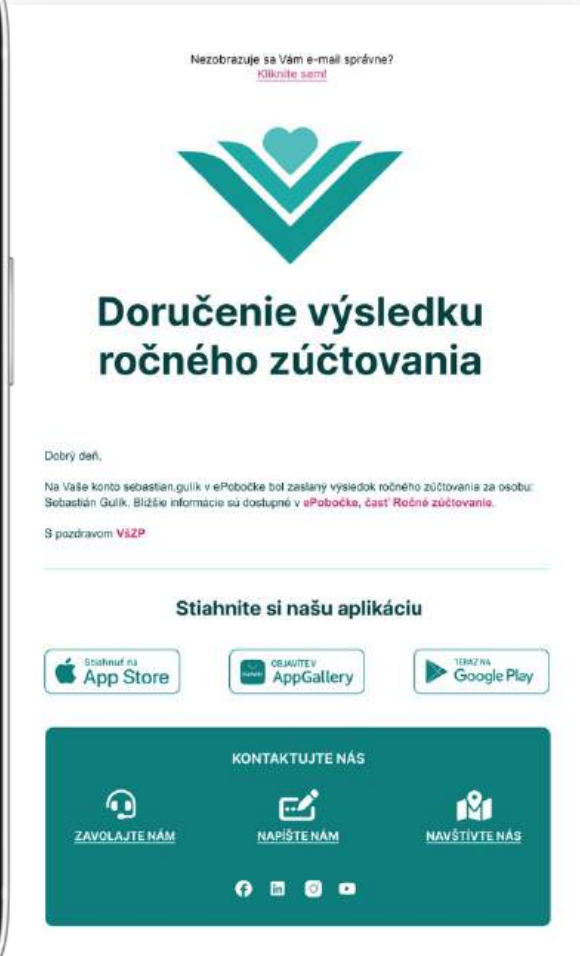 Nezobrazuje sa Vám e-mail správne?
Kliknite sem!
Doručenie výsledku
ročného zúčtovania
Dobrý deň,
Na Vaše konto sebastian.gulik v ePobočke bol zaslaný výsledok ročného zúčtovania za osobu:
Sebastián Gulik. Bližšie informácie sú dostupné v ePobočke, časť Ročné zúčtovanie.
S pozdravom VšZP
Stiahnite si našu aplikáciu
Stiahnuť na
App Store
OBJAVÍTE V
AppGallery
TERAZ NA
Google Play
KONTAKTUJTE NÁS
ZAVOLAJTE NÁM
NAPÍŠTE NÁM
NAVŠTÍVTE NÁS